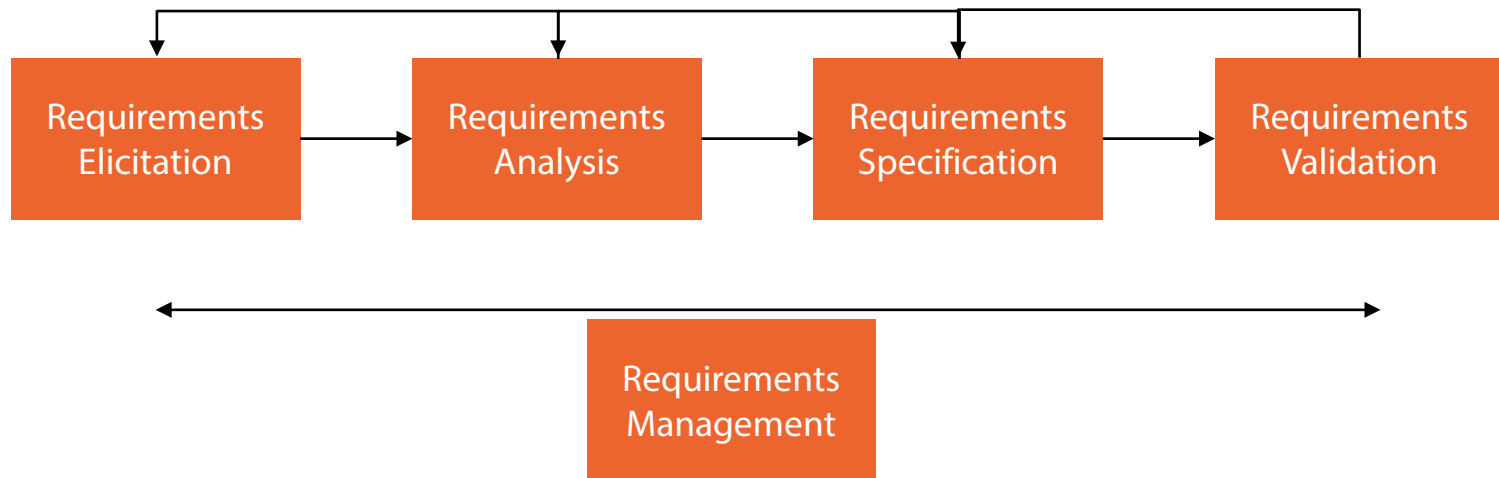 Requirements
Elicitation
Requirements
Analysis
Requirements
Specification
Requirements
Validation
Requirements
Management